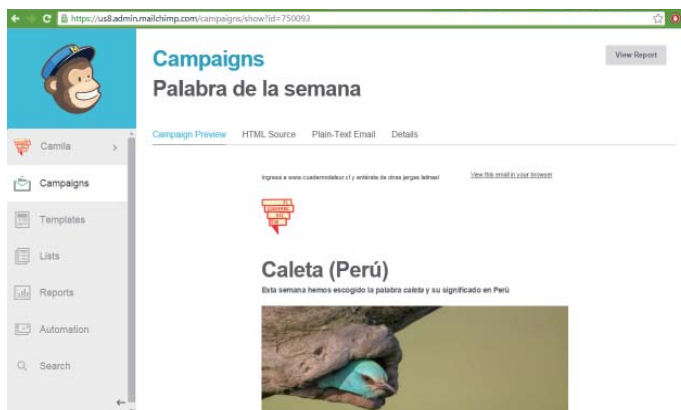 https://us8.admin.mailchimp.com/campaigns/show?id=750093
Campaigns
Palabra de la semana
View Report
Campaign Preview HTML Source Plain-Text Email Details
Camila
Campaigns
Templates
Lists
Reports
Automation
Search
Ingresa a www.cuadernodelsur.cl y entérate de otras jergas latinas!
View this email in your browser
Caleta (Perú)
Esta semana hemos escogido la palabra caleta y su significado en Perú